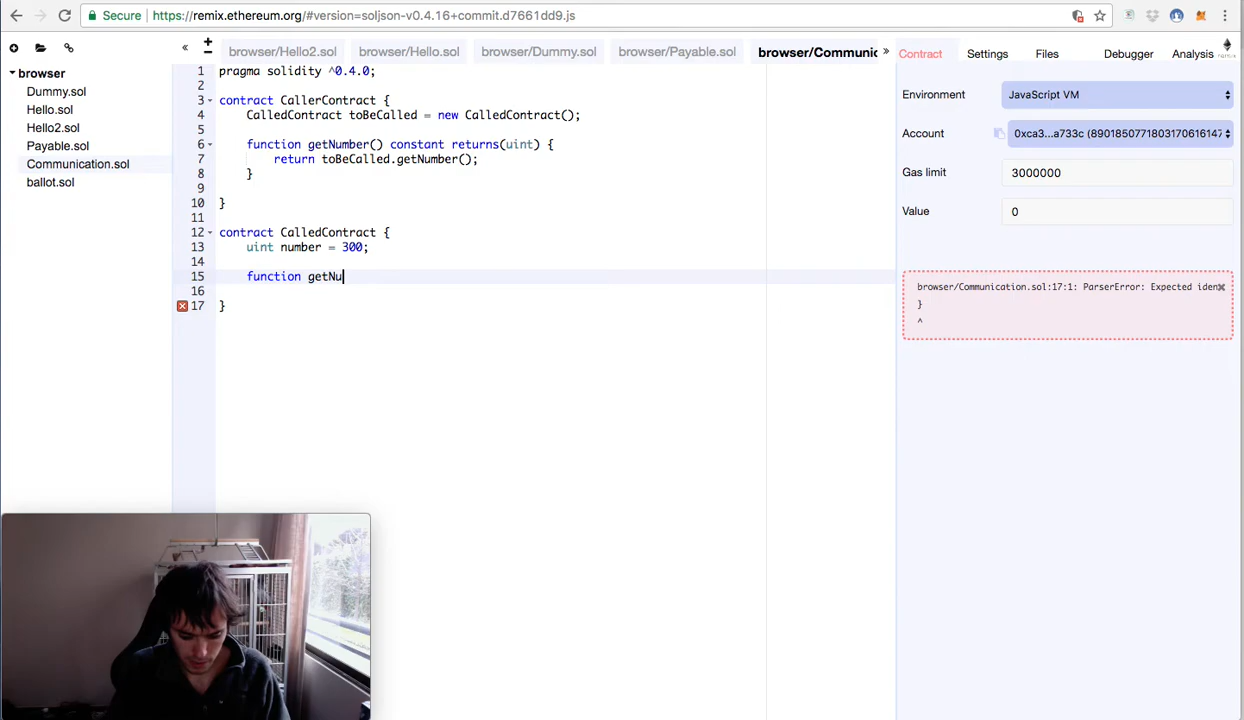 Secure https://remix.ethereum.org/#version=soljson-v0.4.16+commit.d7661dd9.js
browser/Hello2.sol browser/Hello.sol browser/Dummy.sol browser/Payable.sol browser/Communic
Contract Settings Files Debugger Analysis
browser
Dummy.sol
Hello.sol
Hello2.sol
Payable.sol
Communication.sol
ballot.sol
1 pragma solidity ^0.4.0;
2
3 contract CallerContract {
4 CalledContract toBeCalled = new CalledContract();
5
6 function getNumber() constant returns(uint) {
7 return toBeCalled.getNumber();
8 }
9
10 }
11
12 contract CalledContract {
13 uint number = 300;
14
15 function getNu
16
17 }
Environment JavaScript VM
Account 0xca3...a733c (8901850771803170616147
Gas limit 3000000
Value 0
browser/Communication.sol:17:1: ParserError: Expected iden
}
^